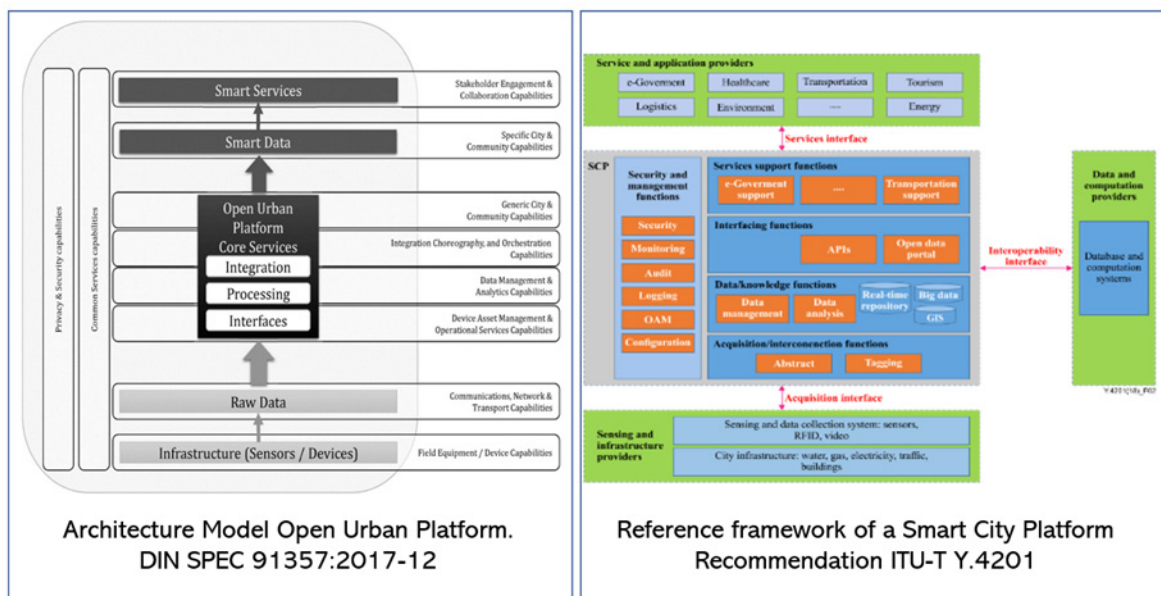 Privacy & Security capabilities
Common Services capabilities
Smart Services
Stakeholder Engagement &
Collaboration Capabilities
Smart Data
Specific City &
Community Capabilities
Open Urban
Platform
Core Services
Integration
Processing
Interfaces
Generic City &
Community Capabilities
Integration Choreography, and Orchestration
Capabilities
Data Management &
Analytics Capabilities
Device Asset Management &
Operational Services Capabilities
Raw Data
Communications, Network &
Transport Capabilities
Infrastructure (Sensors / Devices)
Field Equipment / Device Capabilities
Architecture Model Open Urban Platform.
DIN SPEC 91357:2017-12
Service and application providers
e-Goverment
Healthcare
Transportation
Tourism
Logistics
Environment
....
Energy
Services interface
SCP
Security and
management
functions
Security
Monitoring
Audit
Logging
OAM
Configuration
Services support functions
e-Goverment
support
....
Transportation
support
Interfacing functions
APIs
Open data
portal
Data/knowledge functions
Data
management
Data
analysis
Real-time
repository
Big data
GIS
Acquisition/interconenction functions
Abstract
Tagging
Interoperability
interface
Data and
computation
providers
Database and
computation
systems
Acquisition interface
Sensing and
infrastructure
providers
Sensing and data collection system: sensors,
RFID, video
City infrastructure: water, gas, electricity, traffic,
buildings
Reference framework of a Smart City Platform
Recommendation ITU-T Y.4201